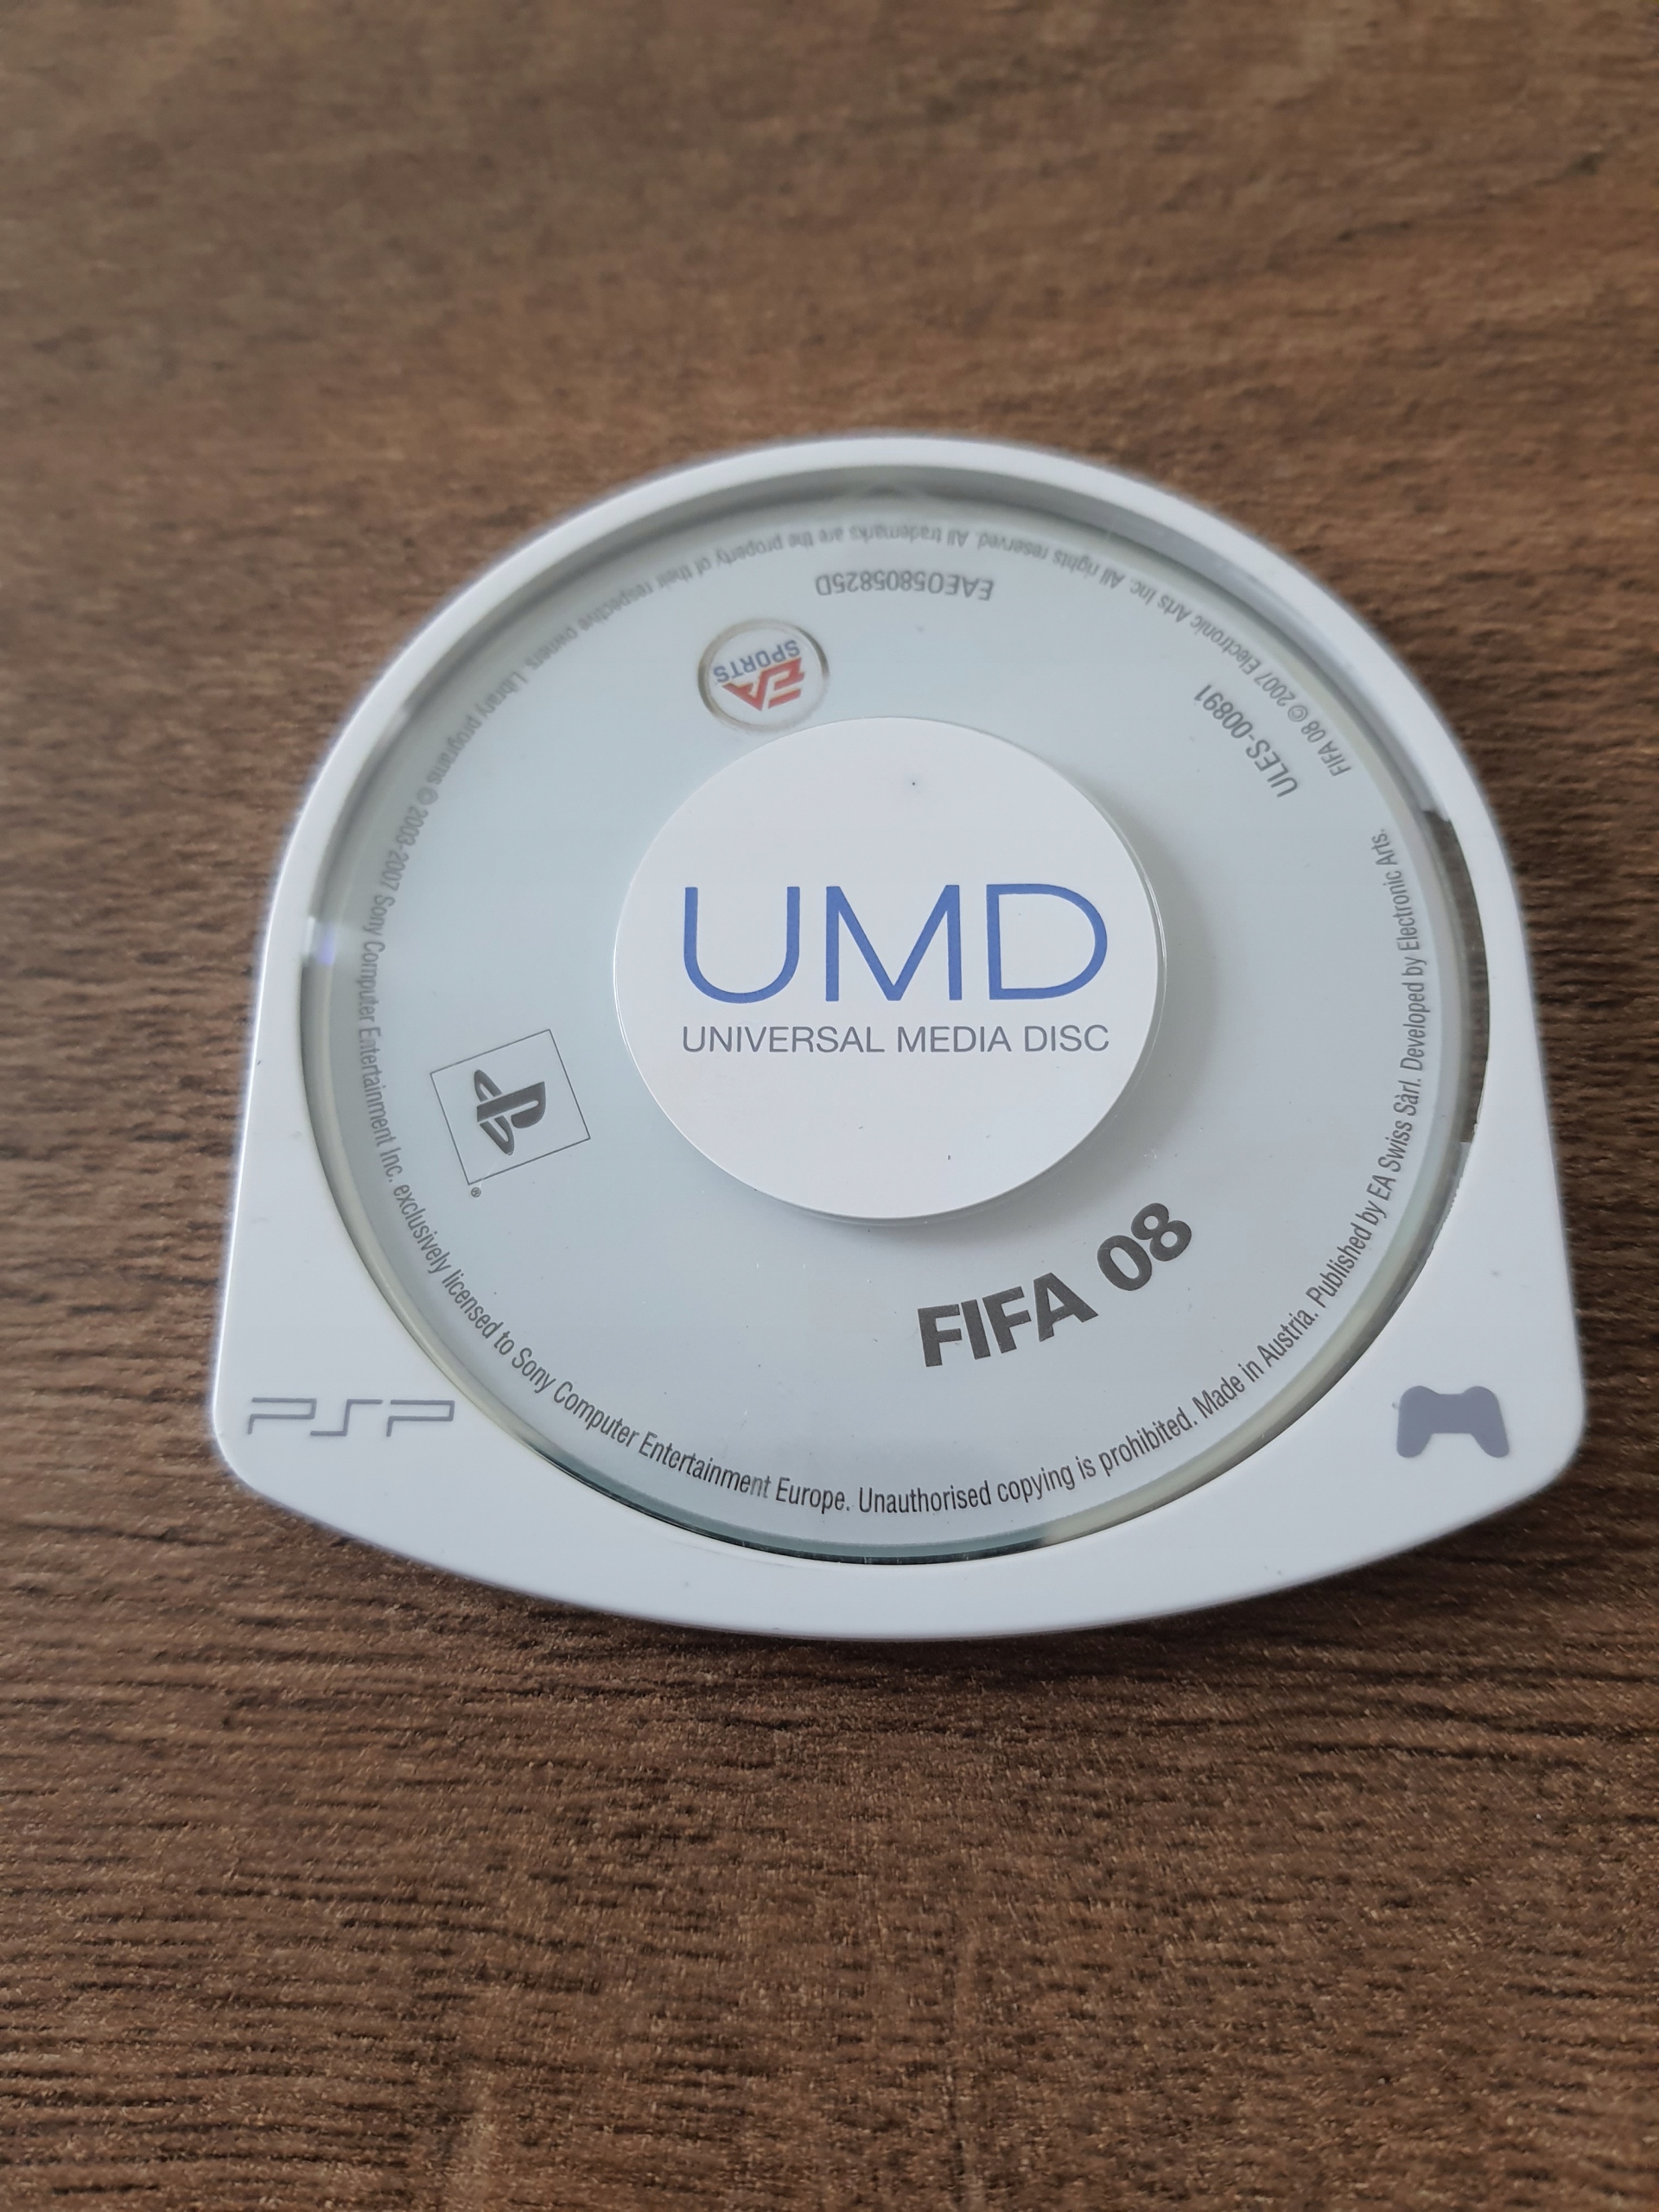 UMD
UNIVERSAL MEDIA DISC
FIFA 08
EA
SPORTS
EAE05805825D
ULES-00891
FIFA 08 © 2007 Electronic Arts Inc. All rights reserved. All trademarks are the property of their respective owners. Library programs © 2003-2007 Sony Computer Entertainment Inc. exclusively licensed to Sony Computer Entertainment Europe. Unauthorised copying is prohibited. Made in Austria. Published by EA Swiss Sàrl. Developed by Electronic Arts.
®
PSP